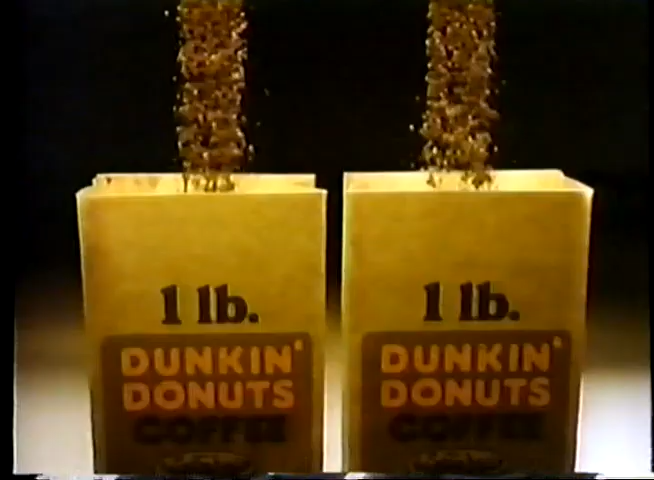 1 lb.
DUNKIN'
DONUTS
COFFEE
1 lb.
DUNKIN'
DONUTS
COFFEE